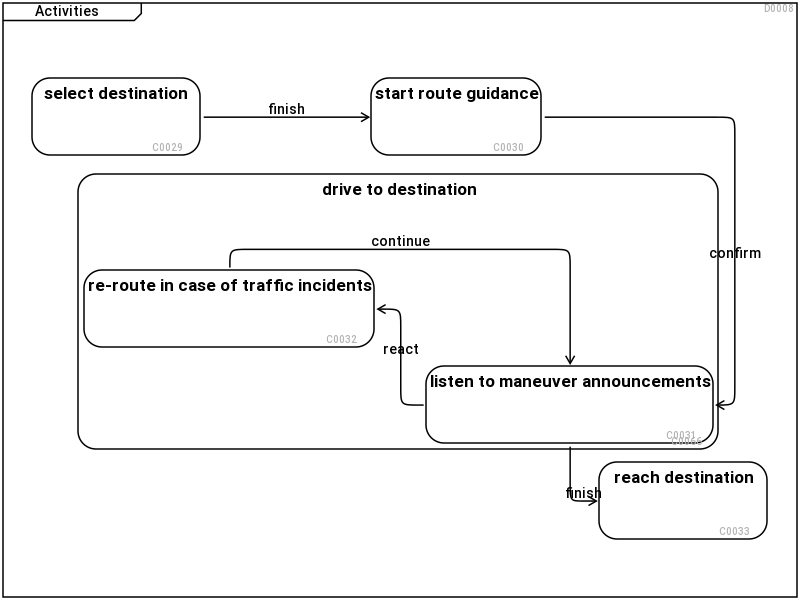 Activities
D0008
select destination
C0029
finish
start route guidance
C0030
drive to destination
continue
confirm
re-route in case of traffic incidents
C0032
react
listen to maneuver announcements
C0031
finish
reach destination
C0033